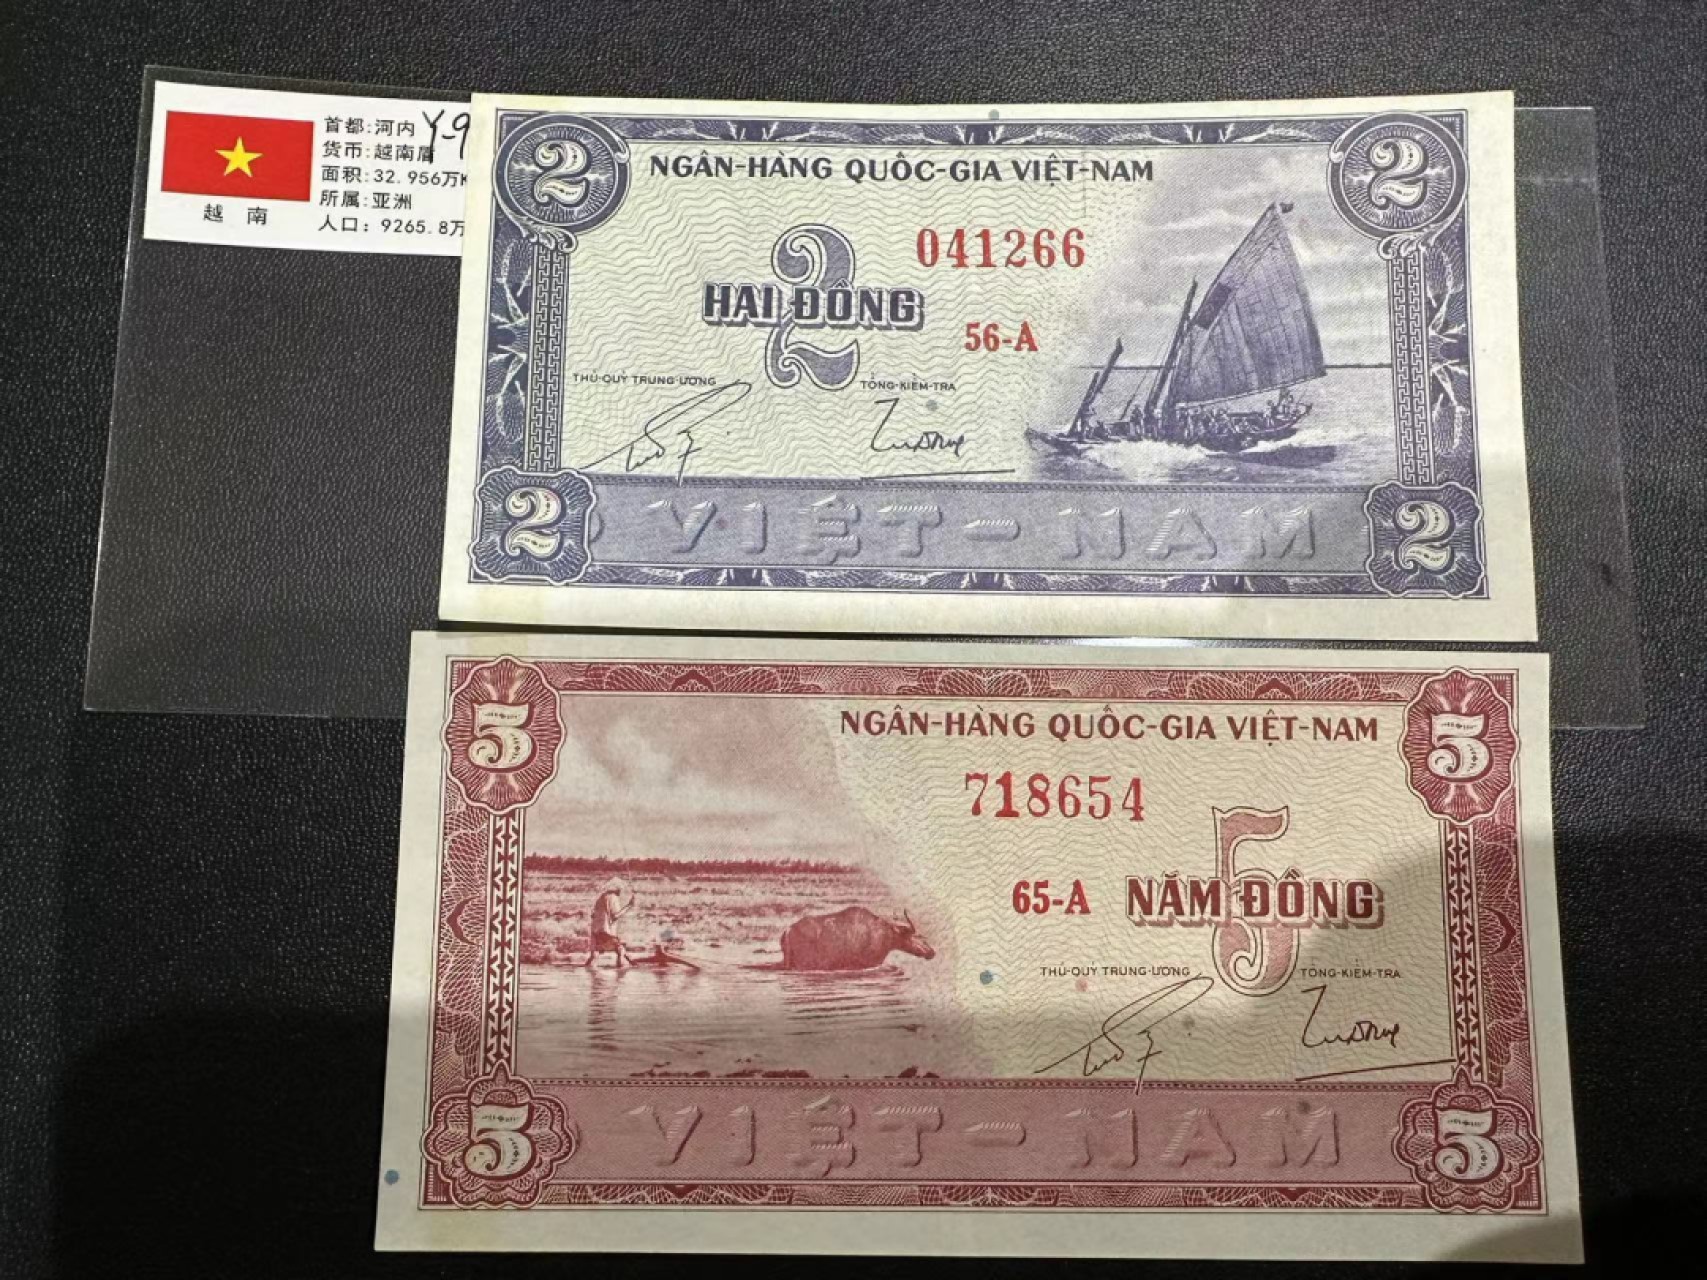 首都:河内 Y-9
货币:越南盾
面积:32.956万K
所属:亚洲
人口: 9265.8万
越 南
2 2
NGÂN-HÀNG QUỐC-GIA VIỆT-NAM
041266
2
HAI ĐỒNG
56-A
THỦ-QUỸ TRUNG-ƯƠNG TỔNG-KIỂM-TRA
2 VIỆT-NAM 2
5 5
NGÂN-HÀNG QUỐC-GIA VIỆT-NAM
718654
5
65-A NĂM ĐỒNG
THỦ-QUỸ TRUNG-ƯƠNG TỔNG-KIỂM-TRA
5 VIỆT-NAM 5